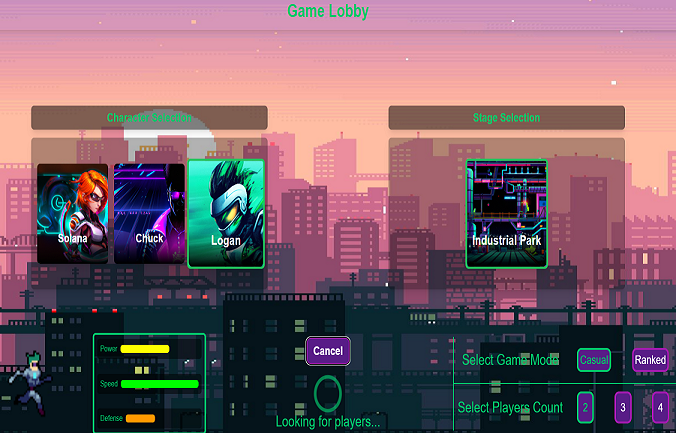 Game Lobby
Character Selection
Stage Selection
Solana
Chuck
Logan
Industrial Park
Power
Speed
Defense
Cancel
Looking for players...
Select Game Mode
Casual
Ranked
Select Players Count
2
3
4